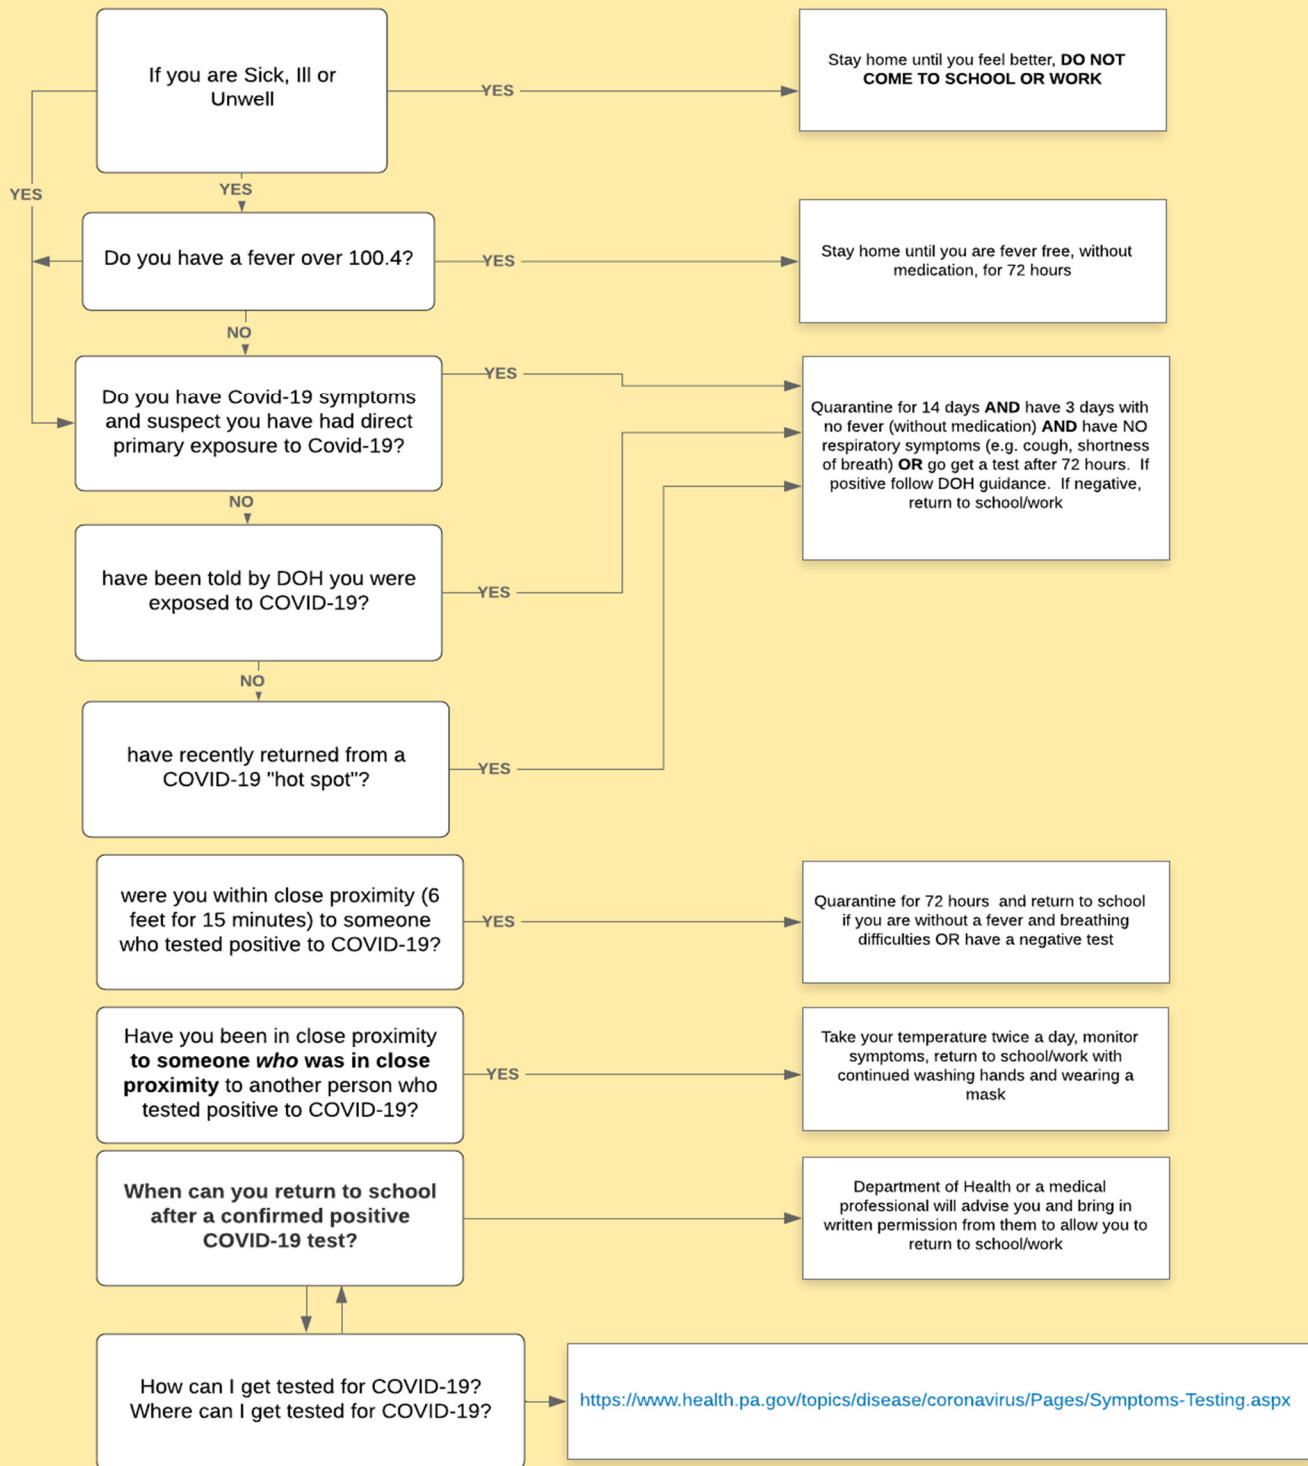 If you are Sick, Ill or
Unwell
YES
Stay home until you feel better, DO NOT
COME TO SCHOOL OR WORK
YES
YES
Do you have a fever over 100.4?
YES
Stay home until you are fever free, without
medication, for 72 hours
NO
Do you have Covid-19 symptoms
and suspect you have had direct
primary exposure to Covid-19?
YES
Quarantine for 14 days AND have 3 days with
no fever (without medication) AND have NO
respiratory symptoms (e.g. cough, shortness
of breath) OR go get a test after 72 hours. If
positive follow DOH guidance. If negative,
return to school/work
NO
have been told by DOH you were
exposed to COVID-19?
YES
NO
have recently returned from a
COVID-19 "hot spot"?
YES
were you within close proximity (6
feet for 15 minutes) to someone
who tested positive to COVID-19?
YES
Quarantine for 72 hours and return to school
if you are without a fever and breathing
difficulties OR have a negative test
Have you been in close proximity
to someone who was in close
proximity to another person who
tested positive to COVID-19?
YES
Take your temperature twice a day, monitor
symptoms, return to school/work with
continued washing hands and wearing a
mask
When can you return to school
after a confirmed positive
COVID-19 test?
Department of Health or a medical
professional will advise you and bring in
written permission from them to allow you to
return to school/work
How can I get tested for COVID-19?
Where can I get tested for COVID-19?
https://www.health.pa.gov/topics/disease/coronavirus/Pages/Symptoms-Testing.aspx